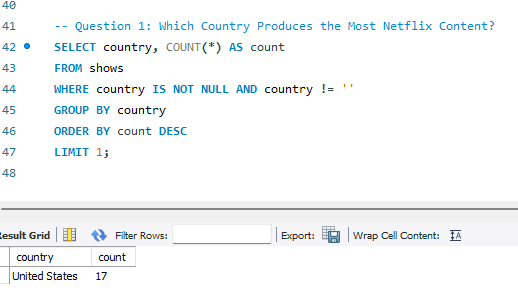 40
41 -- Question 1: Which Country Produces the Most Netflix Content?
42 SELECT country, COUNT(*) AS count
43 FROM shows
44 WHERE country IS NOT NULL AND country != ''
45 GROUP BY country
46 ORDER BY count DESC
47 LIMIT 1;
48
esult Grid Filter Rows: Export: Wrap Cell Content: IA
country count
United States 17